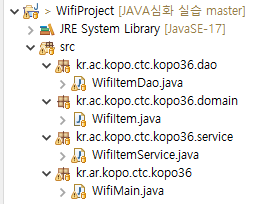 > WifiProject [JAVA심화 실습 master]
JRE System Library [JavaSE-17]
src
kr.ac.kopo.ctc.kopo36.dao
WifiItemDao.java
kr.ac.kopo.ctc.kopo36.domain
WifiItem.java
kr.ac.kopo.ctc.kopo36.service
WifiItemService.java
kr.ar.kopo.ctc.kopo36
WifiMain.java